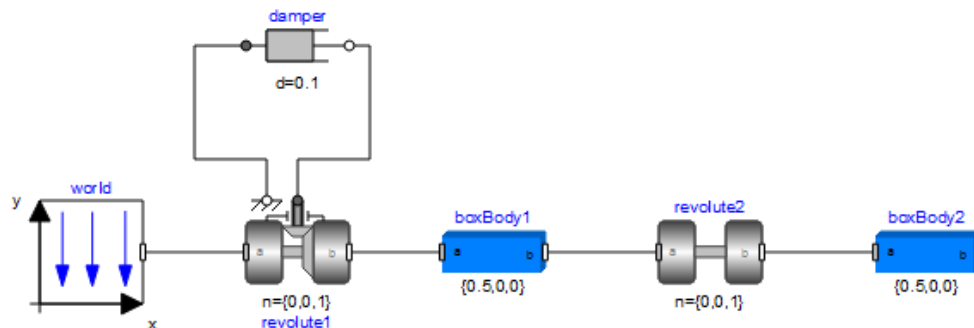 damper
d=0.1
world
y
x
a
b
n={0,0,1}
revolute1
boxBody1
a
b
{0.5,0,0}
revolute2
a
b
n={0,0,1}
boxBody2
a
b
{0.5,0,0}